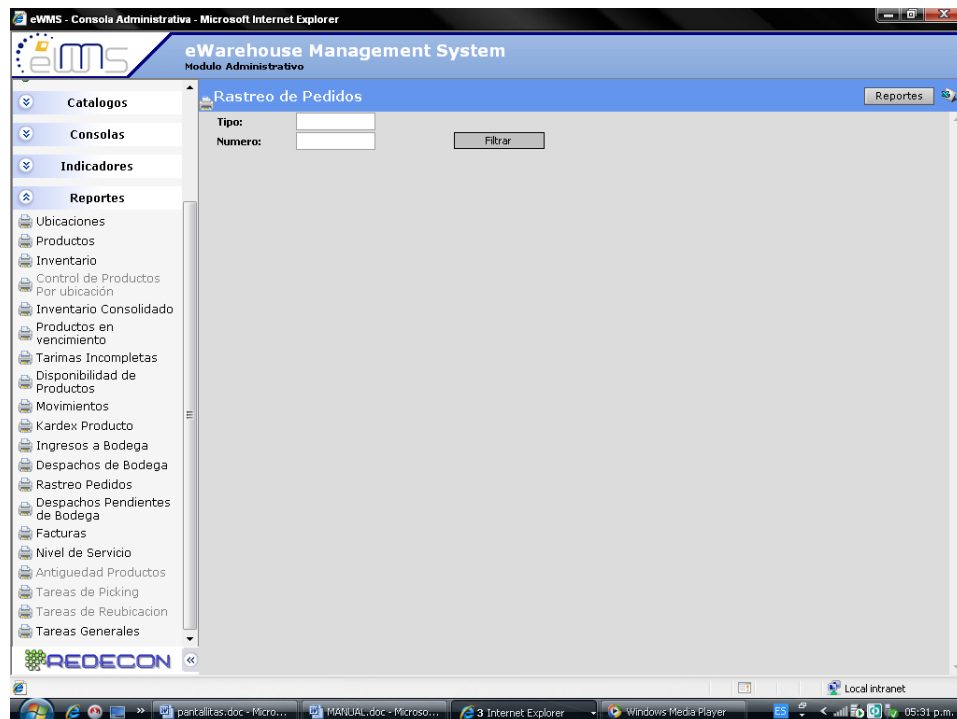 eWMS - Consola Administrativa - Microsoft Internet Explorer
eWarehouse Management System
Modulo Administrativo
Rastreo de Pedidos
Reportes
Tipo:
Numero:
Filtrar
Catalogos
Consolas
Indicadores
Reportes
Ubicaciones
Productos
Inventario
Control de Productos
Por ubicación
Inventario Consolidado
Productos en
vencimiento
Tarimas Incompletas
Disponibilidad de
Productos
Movimientos
Kardex Producto
Ingresos a Bodega
Despachos de Bodega
Rastreo Pedidos
Despachos Pendientes
de Bodega
Facturas
Nivel de Servicio
Antiguedad Productos
Tareas de Picking
Tareas de Reubicacion
Tareas Generales
REDECON
Local intranet
pantallitas.doc - Micro...
MANUAL.doc - Microso...
3 Internet Explorer
Windows Media Player
ES
05:31 p.m.